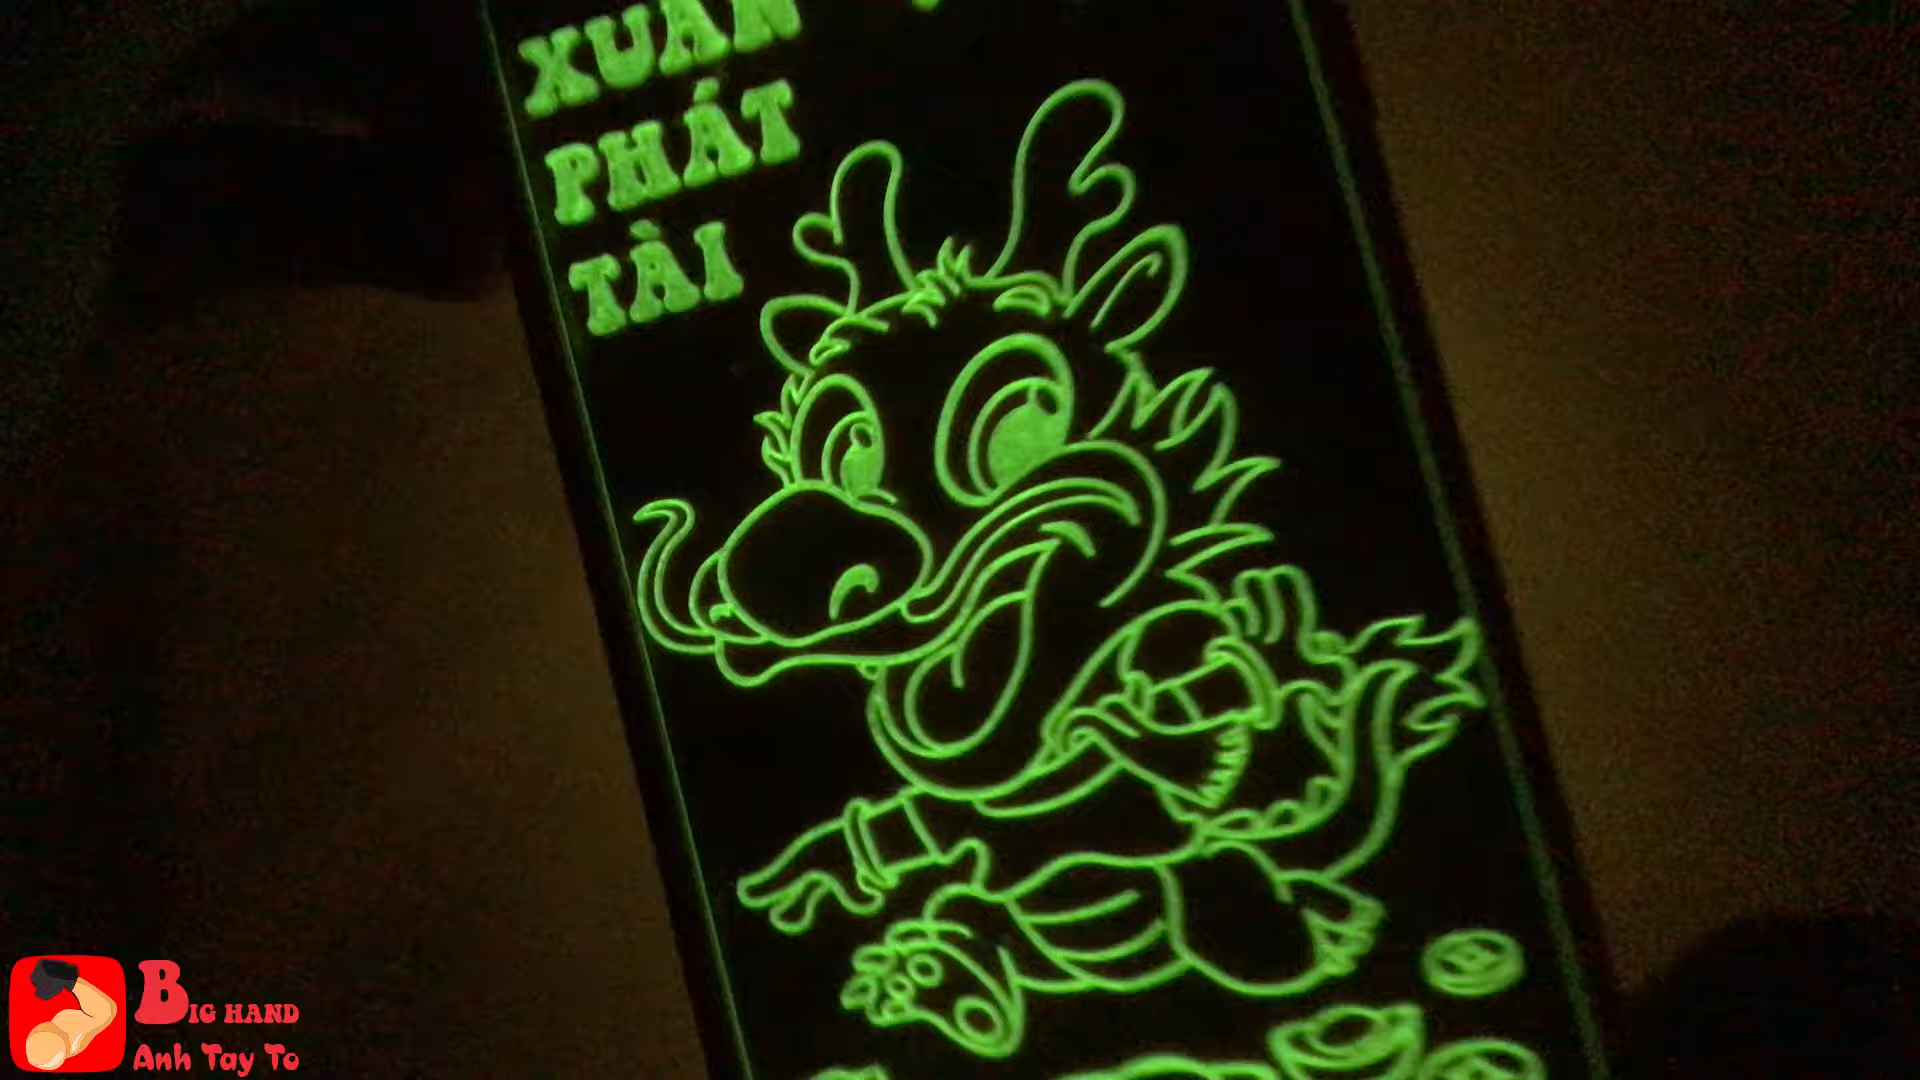 XUÂN
PHÁT
TÀI
BIG HAND
Anh Tay To